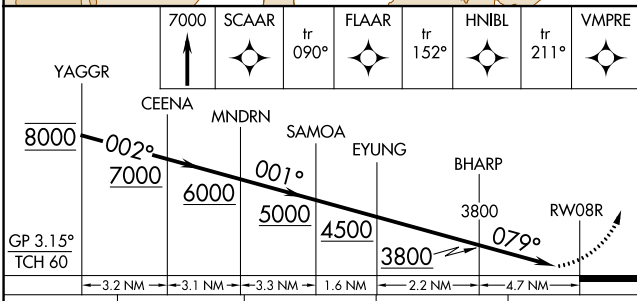 7000
SCAAR
tr
090°
FLAAR
tr
152°
HNIBL
tr
211°
VMPRE
YAGGR
CEENA
MNDRN
SAMOA
EYUNG
BHARP
RW08R
8000
002°
7000
6000
001°
5000
4500
3800
3800
079°
GP 3.15°
TCH 60
3.2 NM
3.1 NM
3.3 NM
1.6 NM
2.2 NM
4.7 NM